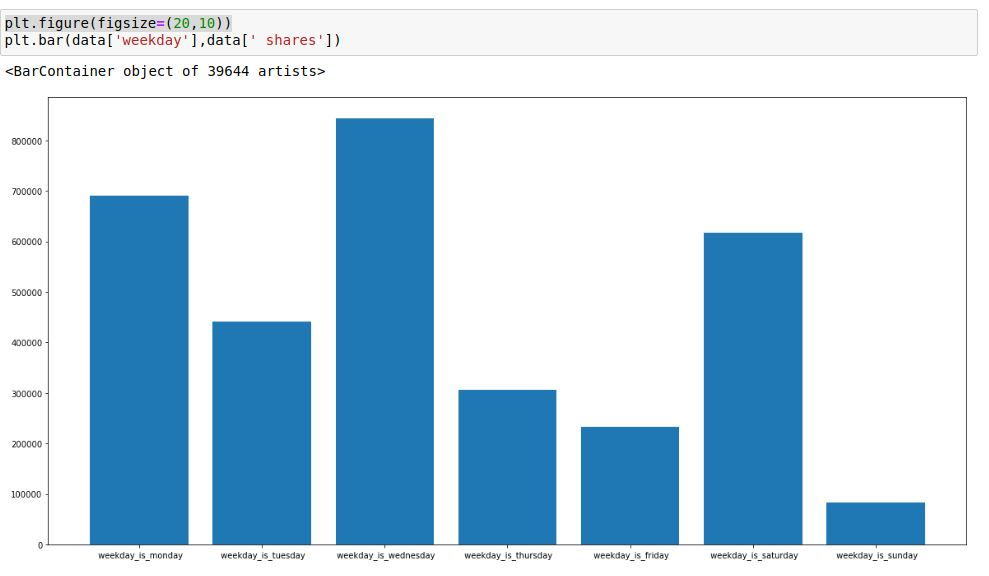 plt.figure(figsize=(20,10))
plt.bar(data['weekday'],data[' shares'])
<BarContainer object of 39644 artists>
800000
700000
600000
500000
400000
300000
200000
100000
0
weekday_is_monday weekday_is_tuesday weekday_is_wednesday weekday_is_thursday weekday_is_friday weekday_is_saturday weekday_is_sunday